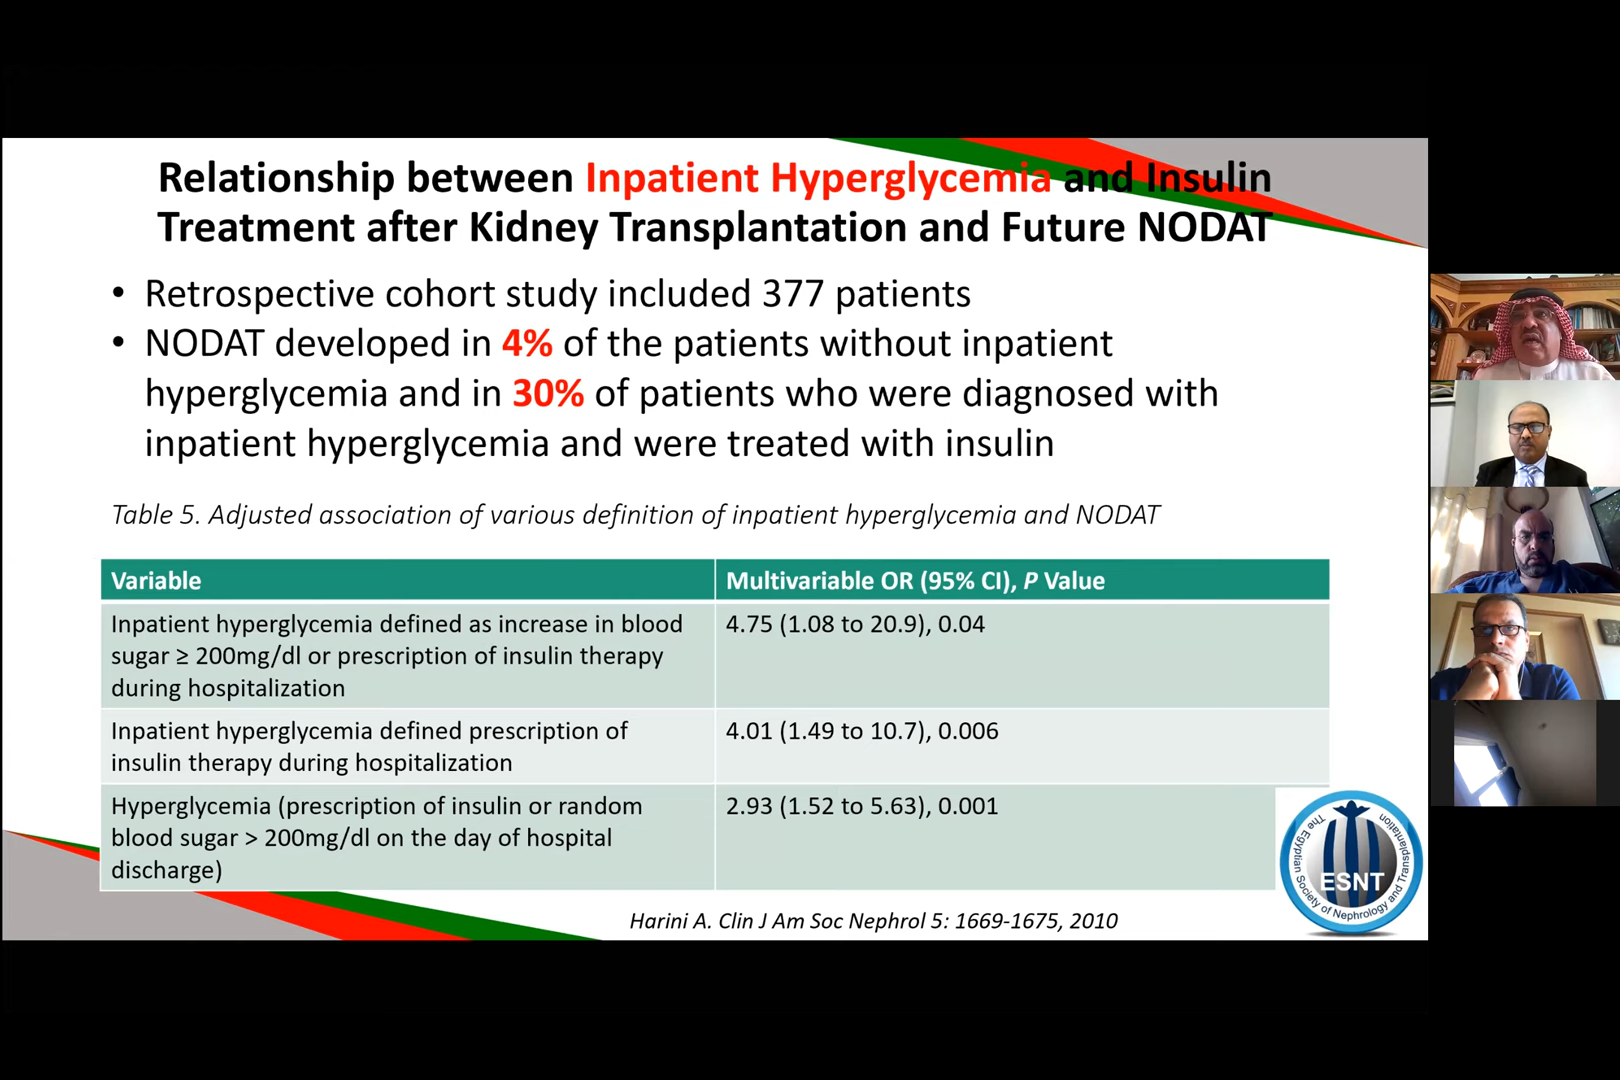 Relationship between Inpatient Hyperglycemia and Insulin
Treatment after Kidney Transplantation and Future NODAT
• Retrospective cohort study included 377 patients
• NODAT developed in 4% of the patients without inpatient
hyperglycemia and in 30% of patients who were diagnosed with
inpatient hyperglycemia and were treated with insulin
Table 5. Adjusted association of various definition of inpatient hyperglycemia and NODAT
Variable
Multivariable OR (95% CI), P Value
Inpatient hyperglycemia defined as increase in blood
sugar ≥ 200mg/dl or prescription of insulin therapy
during hospitalization
4.75 (1.08 to 20.9), 0.04
Inpatient hyperglycemia defined prescription of
insulin therapy during hospitalization
4.01 (1.49 to 10.7), 0.006
Hyperglycemia (prescription of insulin or random
blood sugar > 200mg/dl on the day of hospital
discharge)
2.93 (1.52 to 5.63), 0.001
Harini A. Clin J Am Soc Nephrol 5: 1669-1675, 2010
The Egyptian Society of Nephrology and Transplantation
ESNT